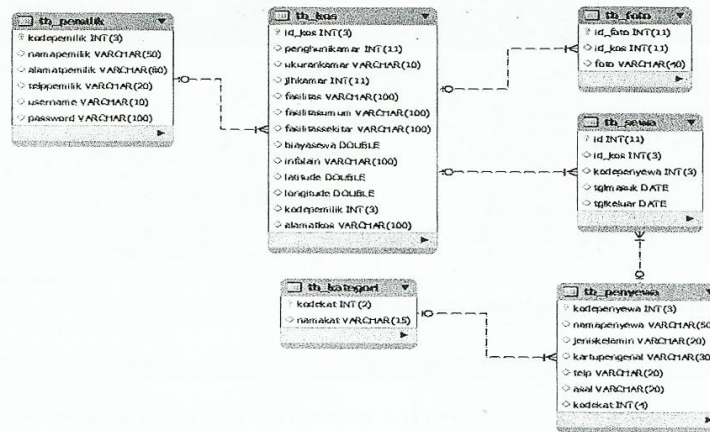 tb_pemilik
kodepemilik INT(3)
namapemilik VARCHAR(50)
alamatpemilik VARCHAR(80)
telppemilik VARCHAR(20)
username VARCHAR(10)
password VARCHAR(100)
tb_kos
id_kos INT(3)
penghunikamar INT(11)
ukurankamar VARCHAR(10)
jlhkamar INT(11)
fasilitas VARCHAR(100)
fasilitasumum VARCHAR(100)
fasilitassekitar VARCHAR(100)
biayasewa DOUBLE
infolain VARCHAR(100)
latitude DOUBLE
longitude DOUBLE
kodepemilik INT(3)
alamatkos VARCHAR(100)
tb_foto
id_foto INT(11)
id_kos INT(11)
foto VARCHAR(40)
tb_sewa
id INT(11)
id_kos INT(3)
kodepenyewa INT(3)
tglmasuk DATE
tglkeluar DATE
tb_kategori
kodekat INT(2)
namakat VARCHAR(15)
tb_penyewa
kodepenyewa INT(3)
namapenyewa VARCHAR(50
jeniskelamin VARCHAR(20)
kartupengenal VARCHAR(30
telp VARCHAR(20)
asal VARCHAR(20)
kodekat INT(4)